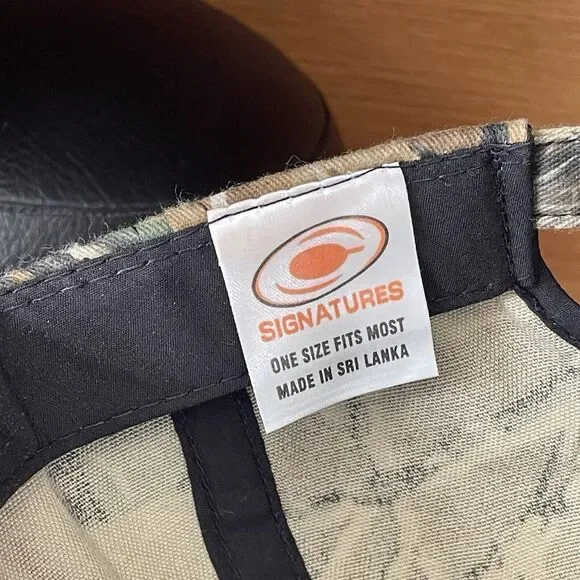 SIGNATURES
ONE SIZE FITS MOST
MADE IN SRI LANKA